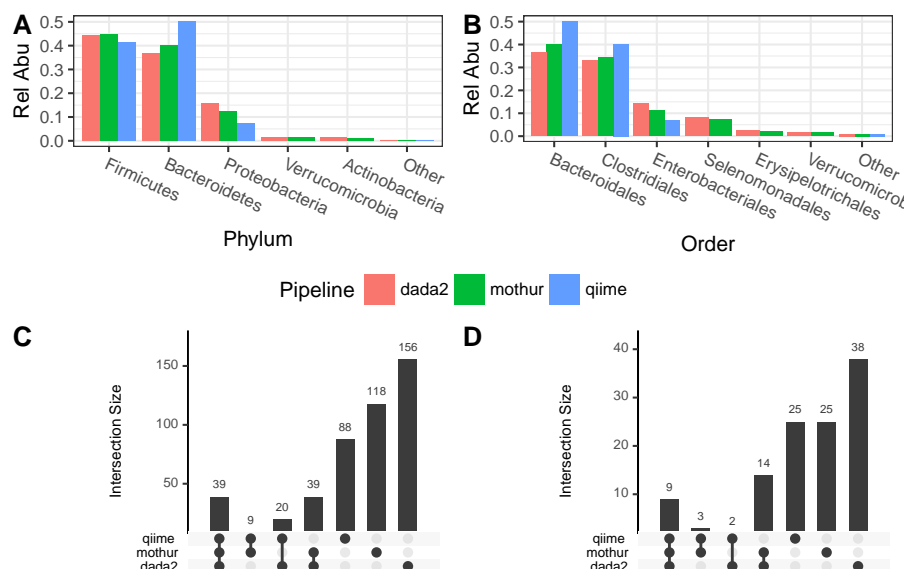 A
B
Rel Abu
0.5
0.4
0.3
0.2
0.1
0.0
Firmicutes
Bacteroidetes
Proteobacteria
Verrucomicrobia
Actinobacteria
Other
Phylum
Rel Abu
0.5
0.4
0.3
0.2
0.1
0.0
Bacteroidales
Clostridiales
Enterobacteriales
Selenomonadales
Erysipelotrichales
Verrucomicrob
Other
Order
Pipeline dada2 mothur qiime
C
Intersection Size
150
100
50
39
9
20
39
88
118
156
qiime
mothur
dada2
D
Intersection Size
40
30
20
10
9
3
2
14
25
25
38
qiime
mothur
dada2